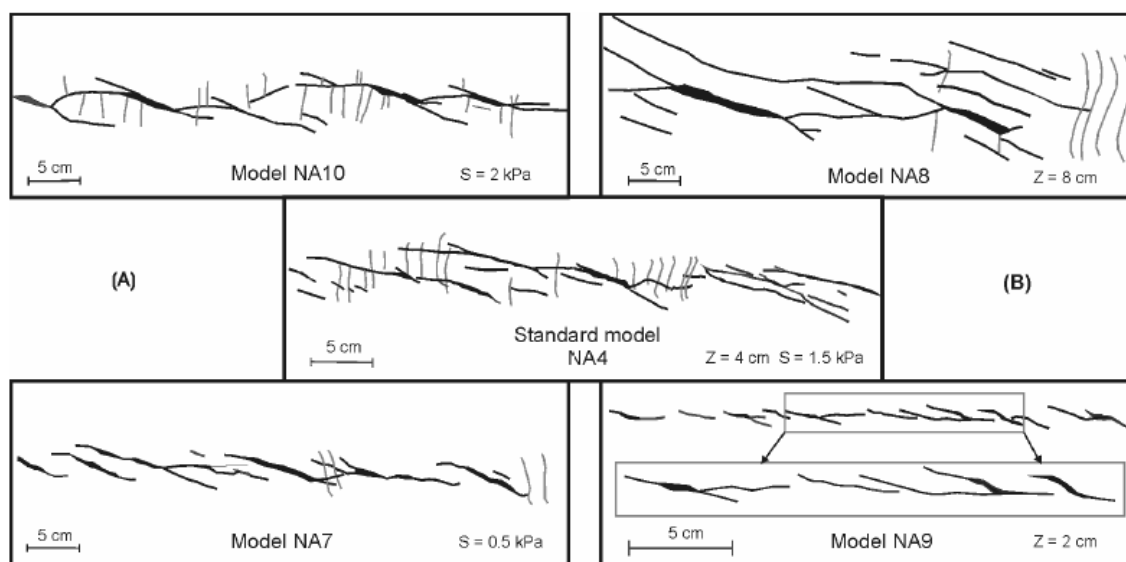 5 cm
Model NA10
S = 2 kPa
5 cm
Model NA8
Z = 8 cm
(A)
5 cm
Standard model
NA4
Z = 4 cm S = 1.5 kPa
(B)
5 cm
Model NA7
S = 0.5 kPa
5 cm
Model NA9
Z = 2 cm